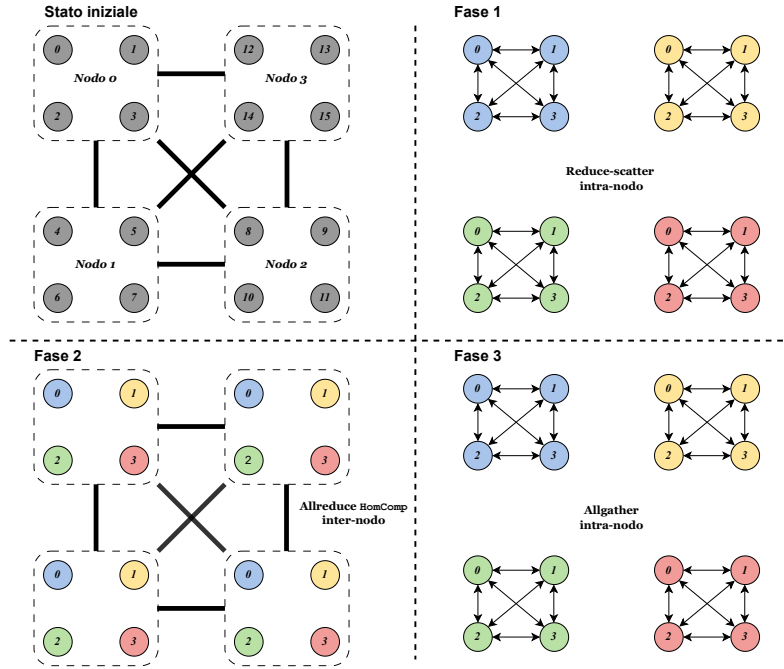 Stato iniziale
0 1 12 13
Nodo 0 Nodo 3
2 3 14 15
4 5 8 9
Nodo 1 Nodo 2
6 7 10 11
Fase 1
0 1 0 1
2 3 2 3
Reduce-scatter
intra-nodo
0 1 0 1
2 3 2 3
Fase 2
0 1 0 1
2 3 2 3
Allreduce HomComp
inter-nodo
0 1 0 1
2 3 2 3
Fase 3
0 1 0 1
2 3 2 3
Allgather
intra-nodo
0 1 0 1
2 3 2 3